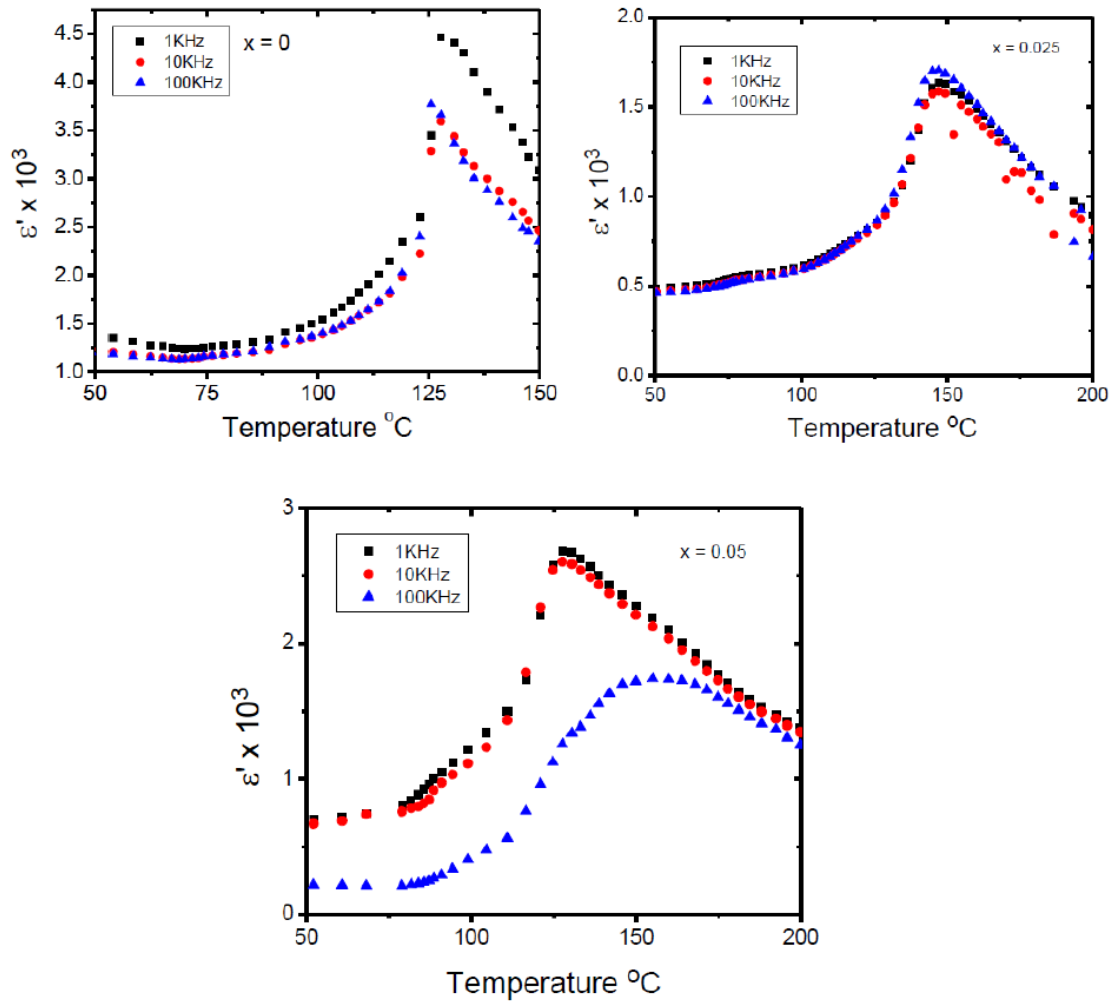 x = 0
1KHz
10KHz
100KHz
4.5
4.0
3.5
3.0
2.5
2.0
1.5
1.0
ε' x 10³
50 75 100 125 150
Temperature °C
x = 0.025
1KHz
10KHz
100KHz
2.0
1.5
1.0
0.5
0.0
ε' x 10³
50 100 150 200
Temperature °C
x = 0.05
1KHz
10KHz
100KHz
3
2
1
0
ε' x 10³
50 100 150 200
Temperature °C